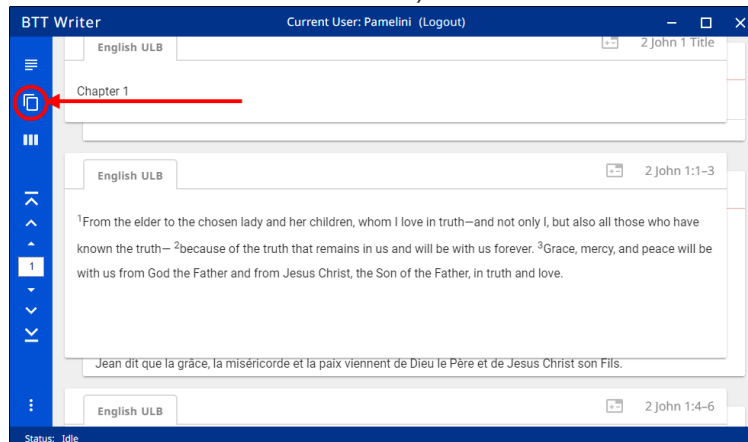 BTT Writer Current User: Pamelini (Logout)
English ULB 2 John 1 Title
Chapter 1
English ULB 2 John 1:1–3
1From the elder to the chosen lady and her children, whom I love in truth—and not only I, but also all those who have
known the truth— 2because of the truth that remains in us and will be with us forever. 3Grace, mercy, and peace will be
with us from God the Father and from Jesus Christ, the Son of the Father, in truth and love.
1
Jean dit que la grâce, la miséricorde et la paix viennent de Dieu le Père et de Jesus Christ son Fils.
English ULB 2 John 1:4–6
Status: Idle